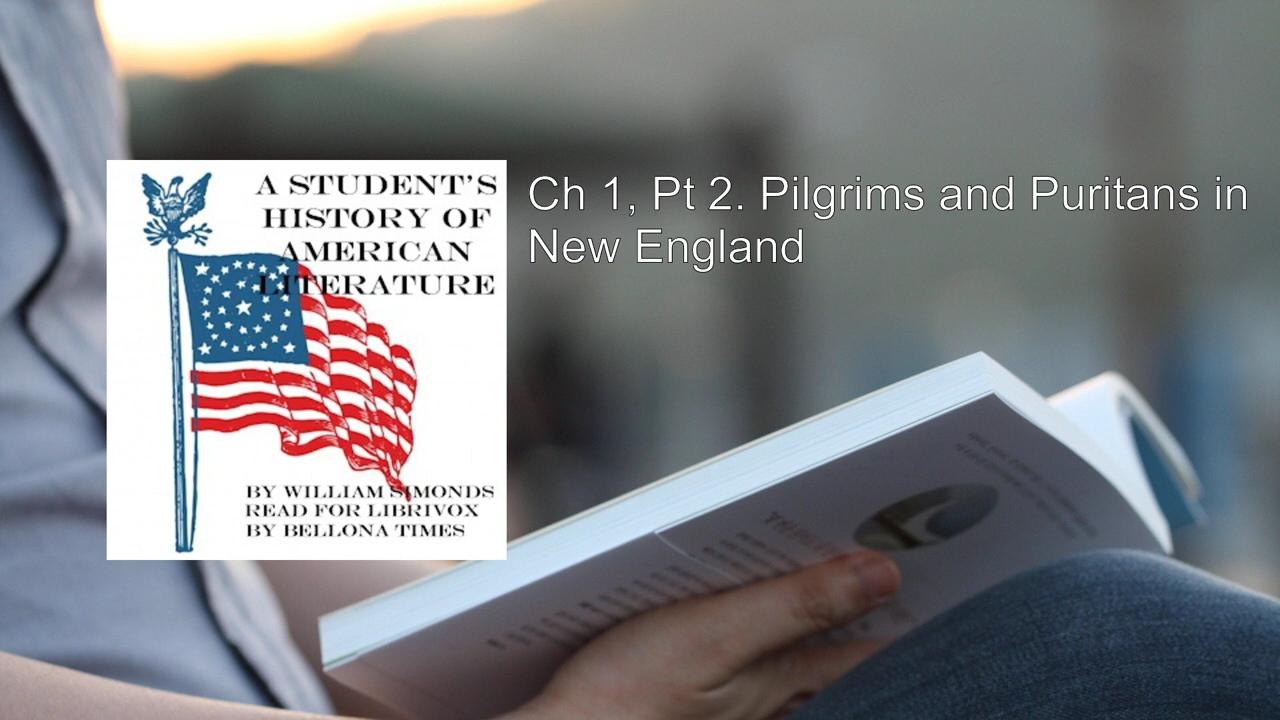 A STUDENT'S
HISTORY OF
AMERICAN
LITERATURE
BY WILLIAM SIMONDS
READ FOR LIBRIVOX
BY BELLONA TIMES
Ch 1, Pt 2. Pilgrims and Puritans in
New England